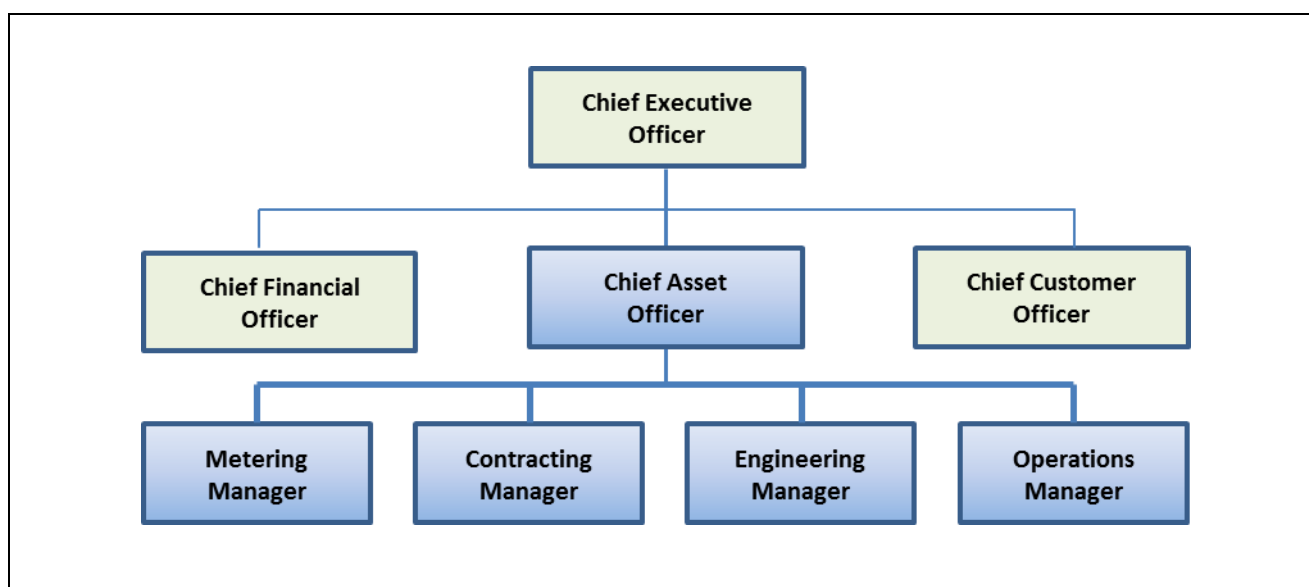 Chief Executive
Officer
Chief Financial
Officer
Chief Asset
Officer
Chief Customer
Officer
Metering
Manager
Contracting
Manager
Engineering
Manager
Operations
Manager